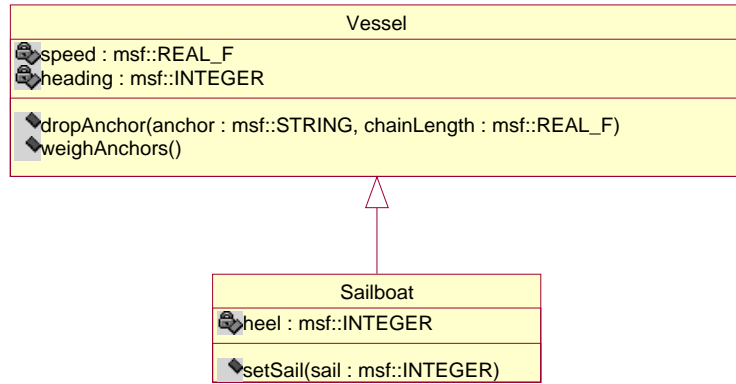 Vessel
speed : msf::REAL_F
heading : msf::INTEGER
dropAnchor(anchor : msf::STRING, chainLength : msf::REAL_F)
weighAnchors()
Sailboat
heel : msf::INTEGER
setSail(sail : msf::INTEGER)